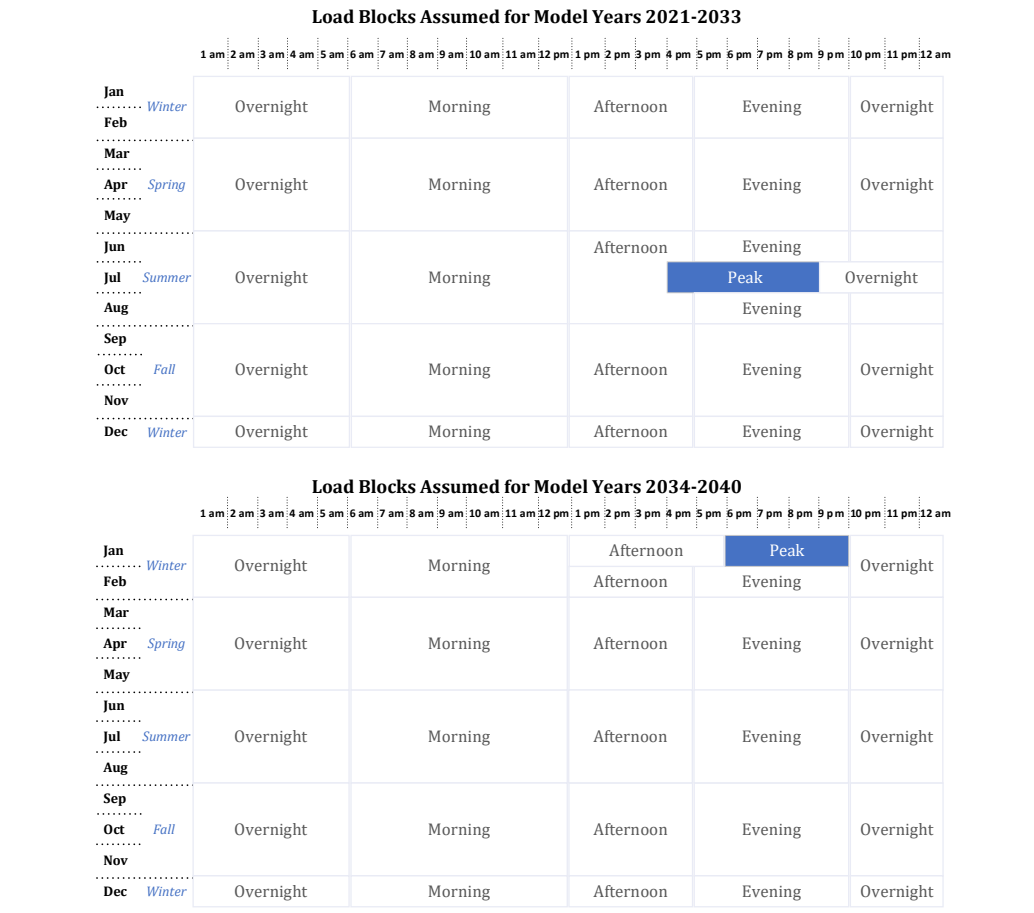 Load Blocks Assumed for Model Years 2021-2033
1 am 2 am 3 am 4 am 5 am 6 am 7 am 8 am 9 am 10 am 11 am 12 pm 1 pm 2 pm 3 pm 4 pm 5 pm 6 pm 7 pm 8 pm 9 pm 10 pm 11 pm 12 am
Jan
Winter Overnight Morning Afternoon Evening Overnight
Feb
Mar
Apr Spring Overnight Morning Afternoon Evening Overnight
May
Jun Afternoon Evening
Jul Summer Overnight Morning Peak Overnight
Aug Evening
Sep
Oct Fall Overnight Morning Afternoon Evening Overnight
Nov
Dec Winter Overnight Morning Afternoon Evening Overnight
Load Blocks Assumed for Model Years 2034-2040
1 am 2 am 3 am 4 am 5 am 6 am 7 am 8 am 9 am 10 am 11 am 12 pm 1 pm 2 pm 3 pm 4 pm 5 pm 6 pm 7 pm 8 pm 9 pm 10 pm 11 pm 12 am
Jan Afternoon Peak
Winter Overnight Morning Overnight
Feb Afternoon Evening
Mar
Apr Spring Overnight Morning Afternoon Evening Overnight
May
Jun
Jul Summer Overnight Morning Afternoon Evening Overnight
Aug
Sep
Oct Fall Overnight Morning Afternoon Evening Overnight
Nov
Dec Winter Overnight Morning Afternoon Evening Overnight